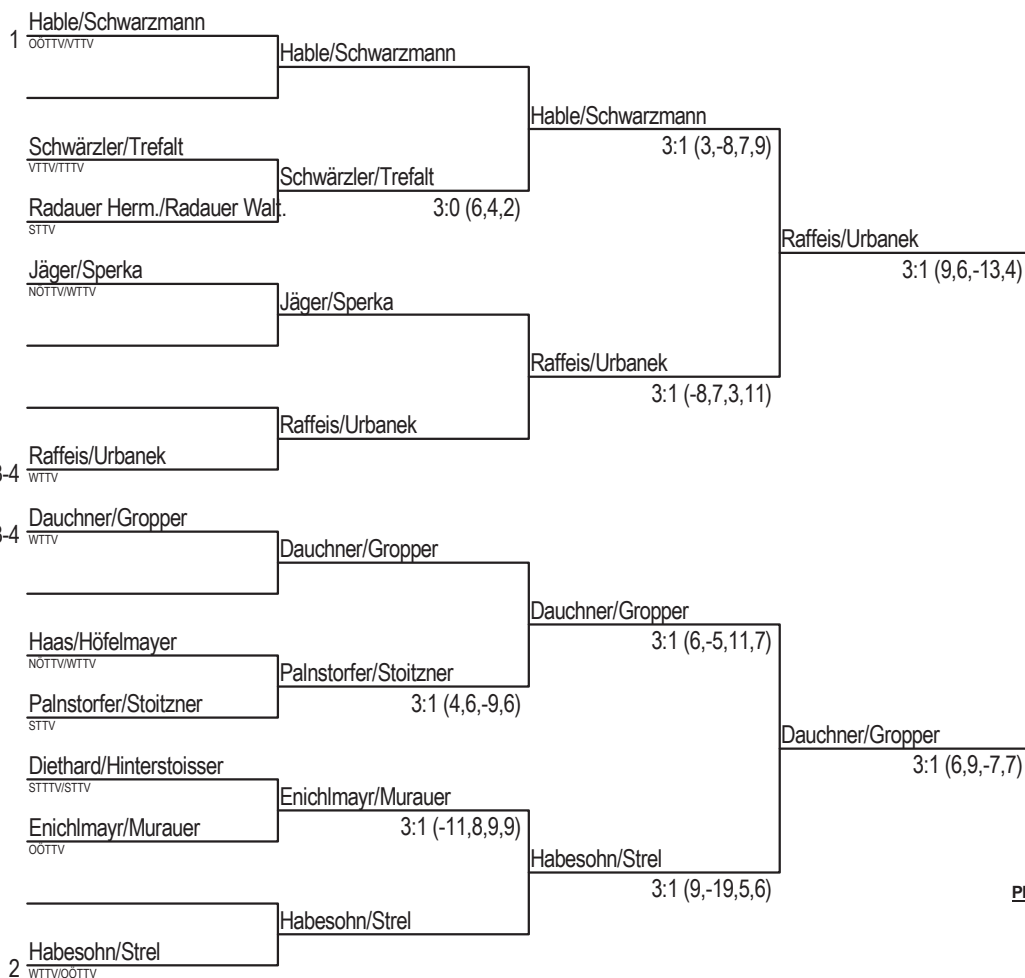 Hable/Schwarzmann
1
OÖTTV/VTTV
Hable/Schwarzmann
Hable/Schwarzmann
3:1 (3,-8,7,9)
Schwärzler/Trefalt
VTTV/TTTV
Schwärzler/Trefalt
3:0 (6,4,2)
Radauer Herm./Radauer Walt.
STTV
Raffeis/Urbanek
3:1 (9,6,-13,4)
Jäger/Sperka
NÖTTV/WTTV
Jäger/Sperka
Raffeis/Urbanek
3:1 (-8,7,3,11)
Raffeis/Urbanek
Raffeis/Urbanek
3-4
WTTV
Dauchner/Gropper
3-4
WTTV
Dauchner/Gropper
Dauchner/Gropper
3:1 (6,-5,11,7)
Haas/Höfelmayer
NÖTTV/WTTV
Palnstorfer/Stoitzner
3:1 (4,6,-9,6)
Palnstorfer/Stoitzner
STTV
Dauchner/Gropper
3:1 (6,9,-7,7)
Diethard/Hinterstoisser
STTTV/STTV
Enichlmayr/Murauer
3:1 (-11,8,9,9)
Enichlmayr/Murauer
OÖTTV
Habesohn/Strel
3:1 (9,-19,5,6)
Habesohn/Strel
Habesohn/Strel
2
WTTV/OÖTTV